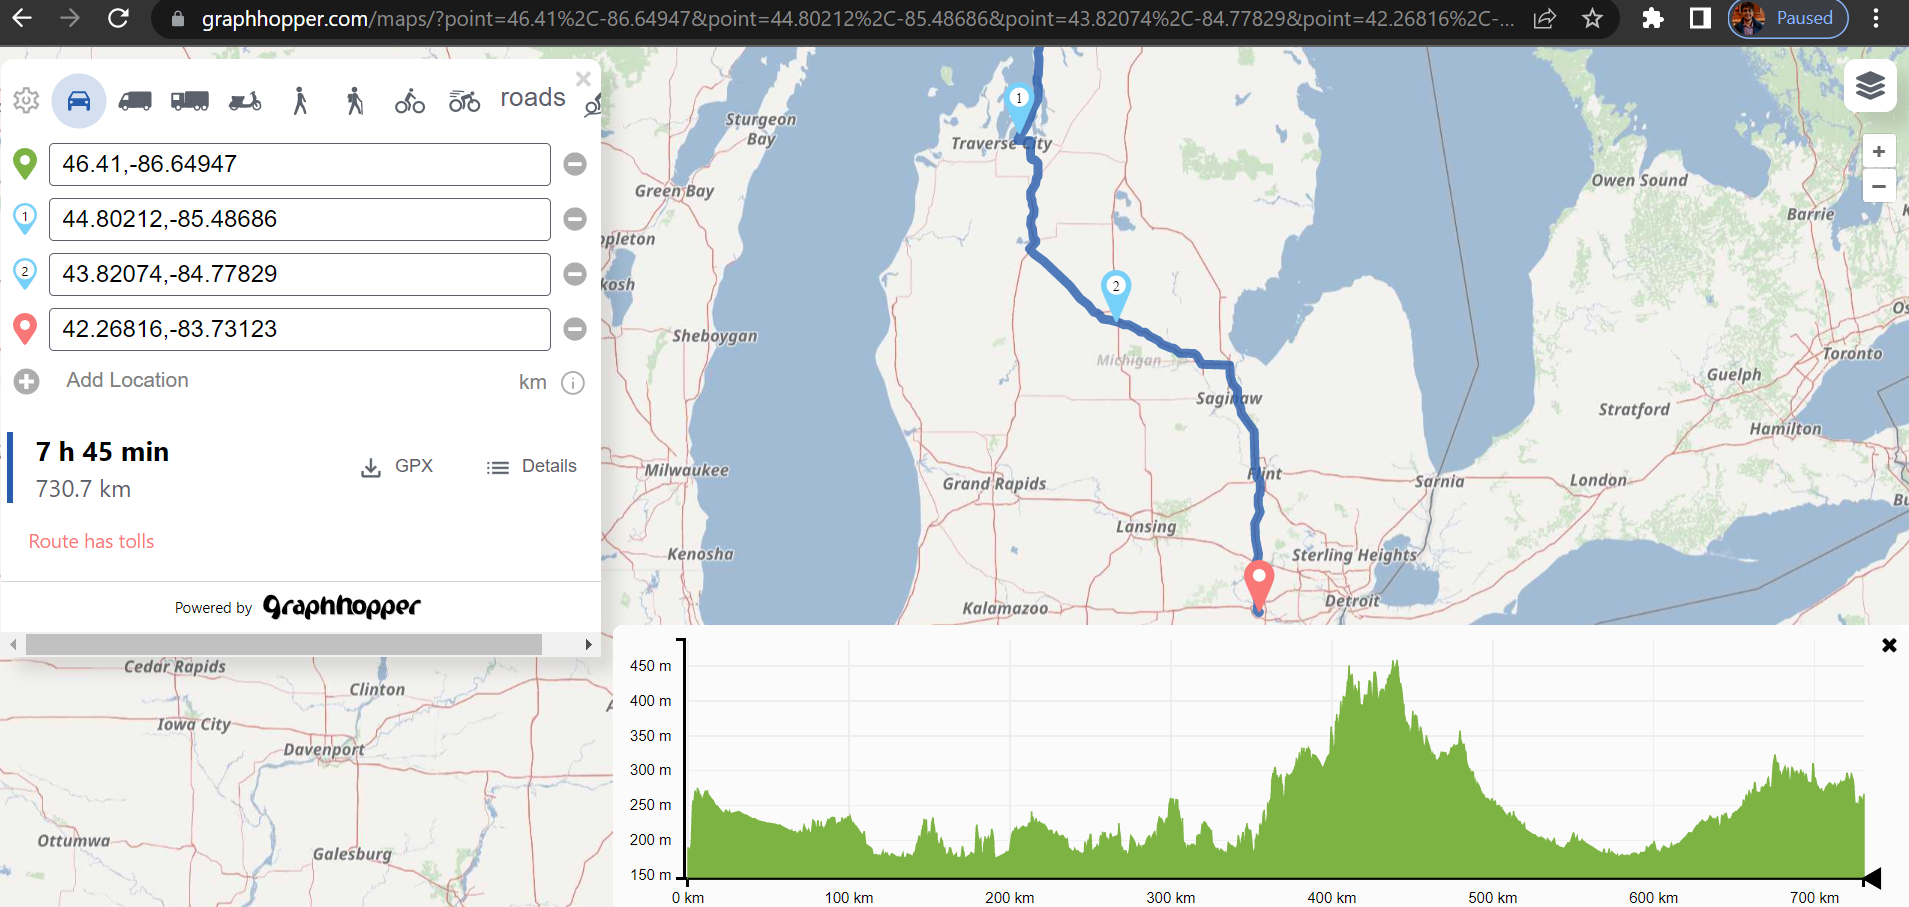 graphhopper.com/maps/?point=46.41%2C-86.64947&point=44.80212%2C-85.48686&point=43.82074%2C-84.77829&point=42.26816%2C-...
Paused
roads
46.41,-86.64947
1
44.80212,-85.48686
2
43.82074,-84.77829
42.26816,-83.73123
Add Location
km
7 h 45 min
730.7 km
GPX
Details
Route has tolls
Powered by graphhopper
Sturgeon
Bay
1
Traverse City
Green Bay
Owen Sound
Barrie
ppleton
kosh
2
Sheboygan
Michigan
Toronto
Guelph
Saginaw
Stratford
Hamilton
Milwaukee
Grand Rapids
Flint
Sarnia
London
Lansing
Kenosha
Sterling Heights
Kalamazoo
Detroit
Cedar Rapids
Clinton
Iowa City
Davenport
Ottumwa
Galesburg
+
−
450 m
400 m
350 m
300 m
250 m
200 m
150 m
0 km
100 km
200 km
300 km
400 km
500 km
600 km
700 km